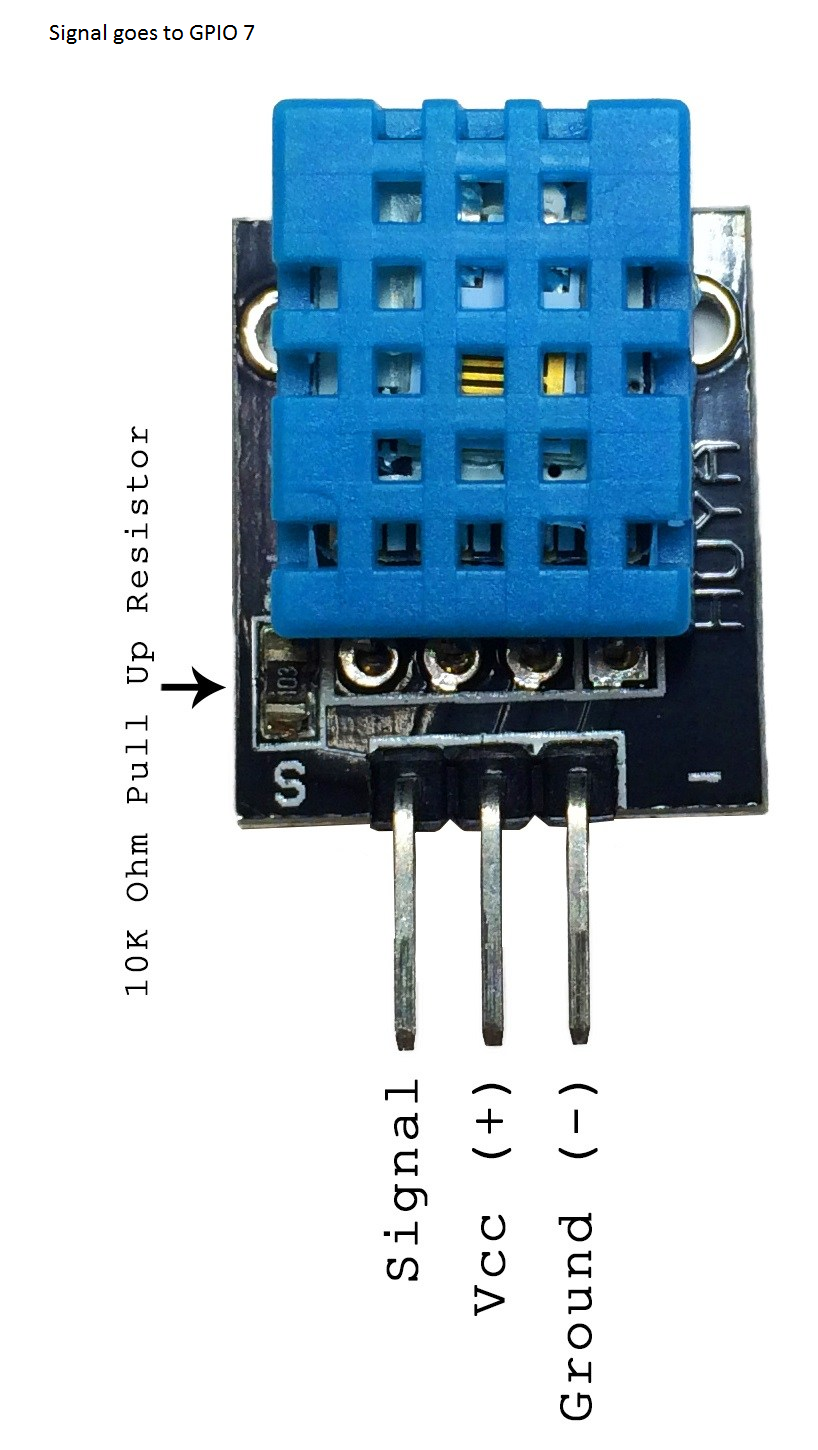 Signal goes to GPIO 7
10K Ohm Pull Up Resistor
HUYA
103
S
-
Signal
Vcc (+)
Ground (-)